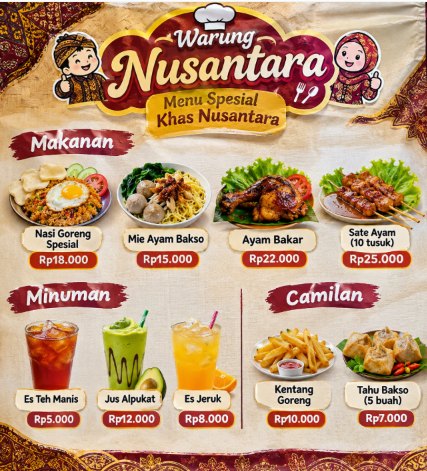 Warung
Nusantara
Menu Spesial
Khas Nusantara
Makanan
Nasi Goreng
Spesial
Rp18.000
Mie Ayam Bakso
Rp15.000
Ayam Bakar
Rp22.000
Sate Ayam
(10 tusuk)
Rp25.000
Minuman
Es Teh Manis
Rp5.000
Jus Alpukat
Rp12.000
Es Jeruk
Rp8.000
Camilan
Kentang
Goreng
Rp10.000
Tahu Bakso
(5 buah)
Rp7.000